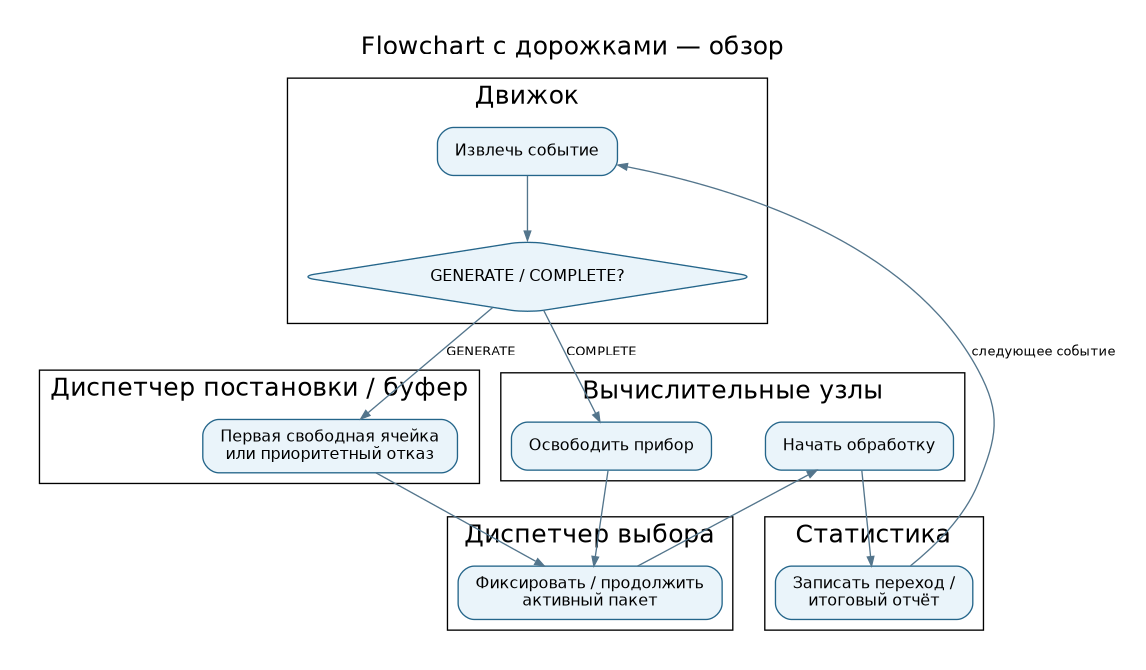 Flowchart с дорожками — обзор
Движок
Извлечь событие
GENERATE / COMPLETE?
GENERATE
COMPLETE
следующее событие
Диспетчер постановки / буфер
Первая свободная ячейка
или приоритетный отказ
Вычислительные узлы
Освободить прибор
Начать обработку
Диспетчер выбора
Фиксировать / продолжить
активный пакет
Статистика
Записать переход /
итоговый отчёт